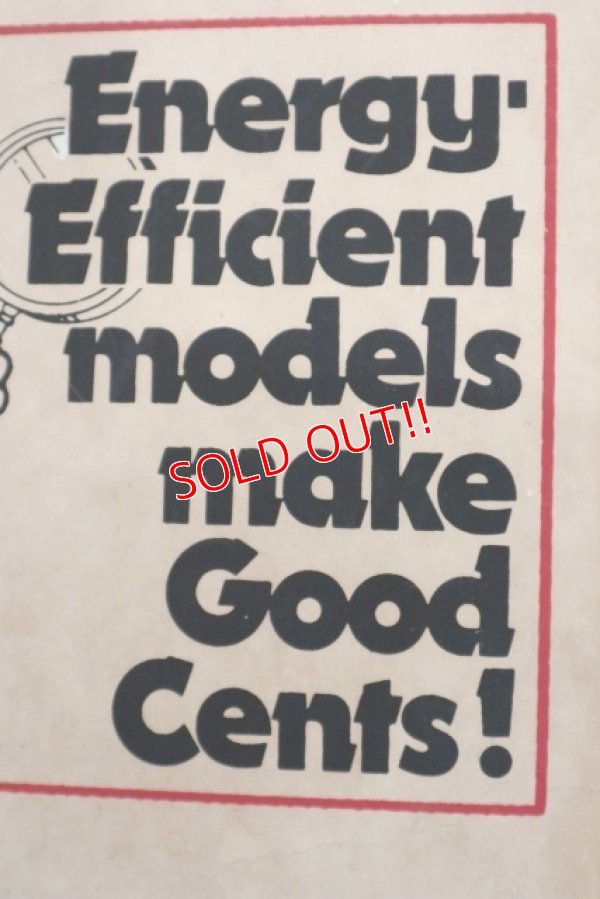 Energy-
Efficient
models
make
Good
Cents!
SOLD OUT!!